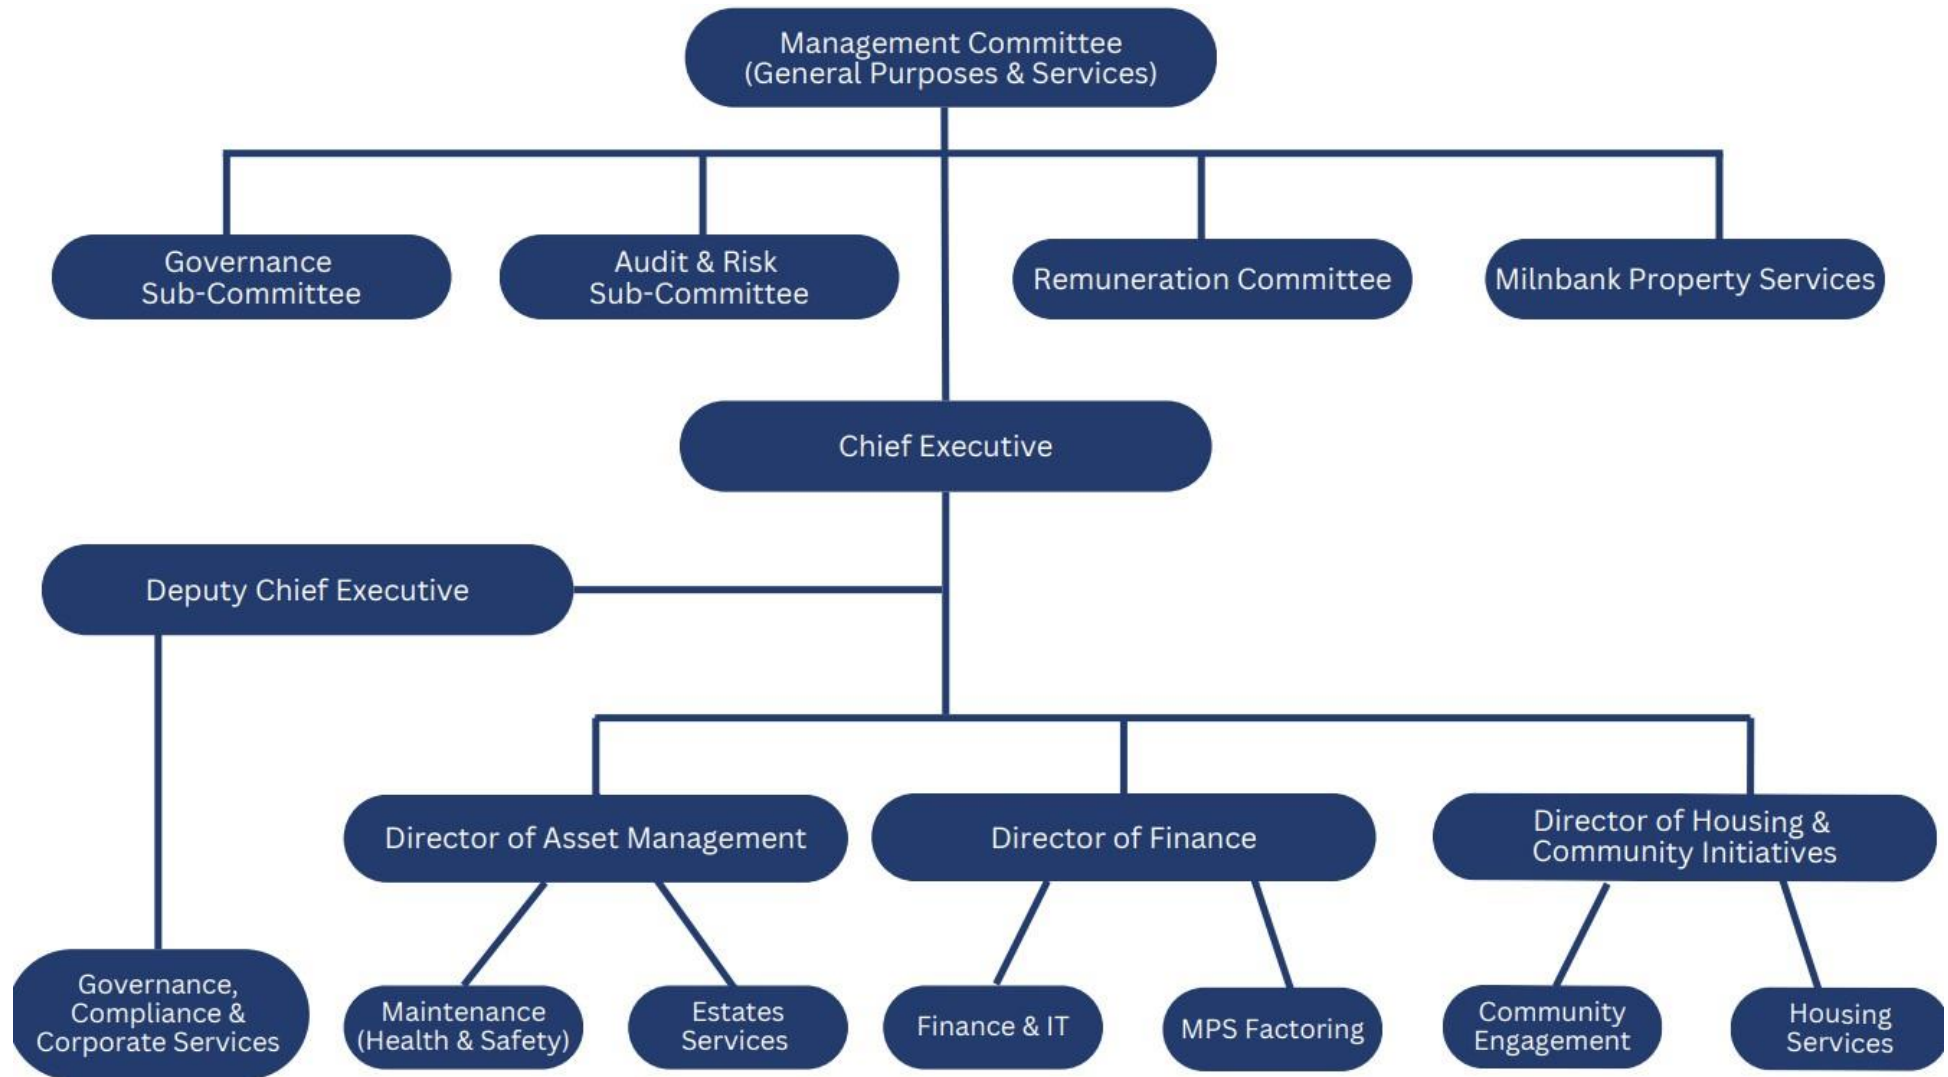 Management Committee
(General Purposes & Services)
Governance
Sub-Committee
Audit & Risk
Sub-Committee
Remuneration Committee
Milnbank Property Services
Chief Executive
Deputy Chief Executive
Director of Asset Management
Director of Finance
Director of Housing &
Community Initiatives
Governance,
Compliance &
Corporate Services
Maintenance
(Health & Safety)
Estates
Services
Finance & IT
MPS Factoring
Community
Engagement
Housing
Services